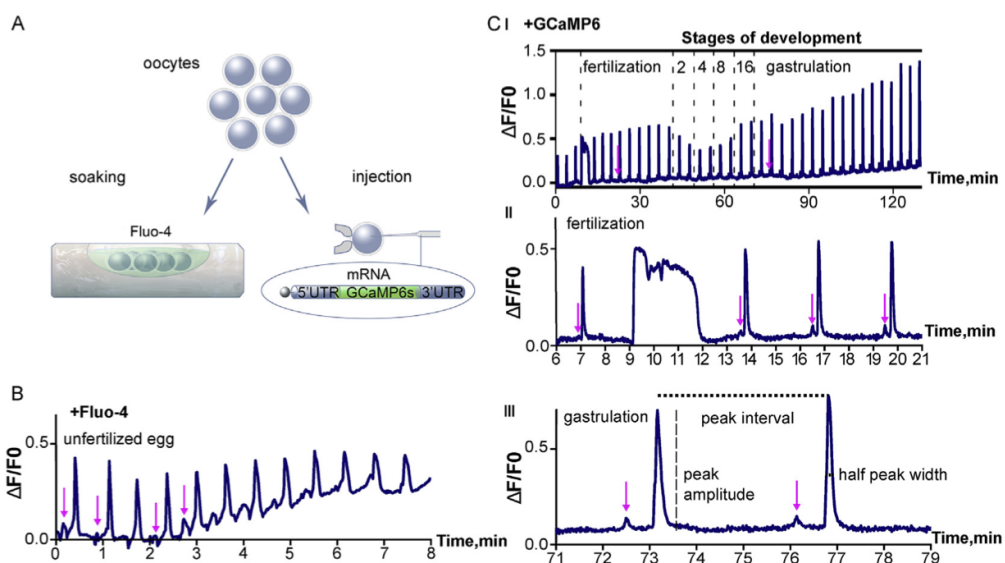 A
oocytes
soaking
injection
Fluo-4
mRNA
5'UTR GCaMP6s 3'UTR
B
+Fluo-4
unfertilized egg
ΔF/F0
0.5
0.0
0 1 2 3 4 5 6 7 8
Time,min
C I +GCaMP6
Stages of development
fertilization 2 4 8 16 gastrulation
ΔF/F0
1.5
1.0
0.5
0.0
0 30 60 90 120
Time,min
II
fertilization
ΔF/F0
0.5
0.0
6 7 8 9 10 11 12 13 14 15 16 17 18 19 20 21
Time,min
III
gastrulation
peak interval
peak
amplitude
half peak width
ΔF/F0
0.5
0.0
71 72 73 74 75 76 77 78 79
Time,min